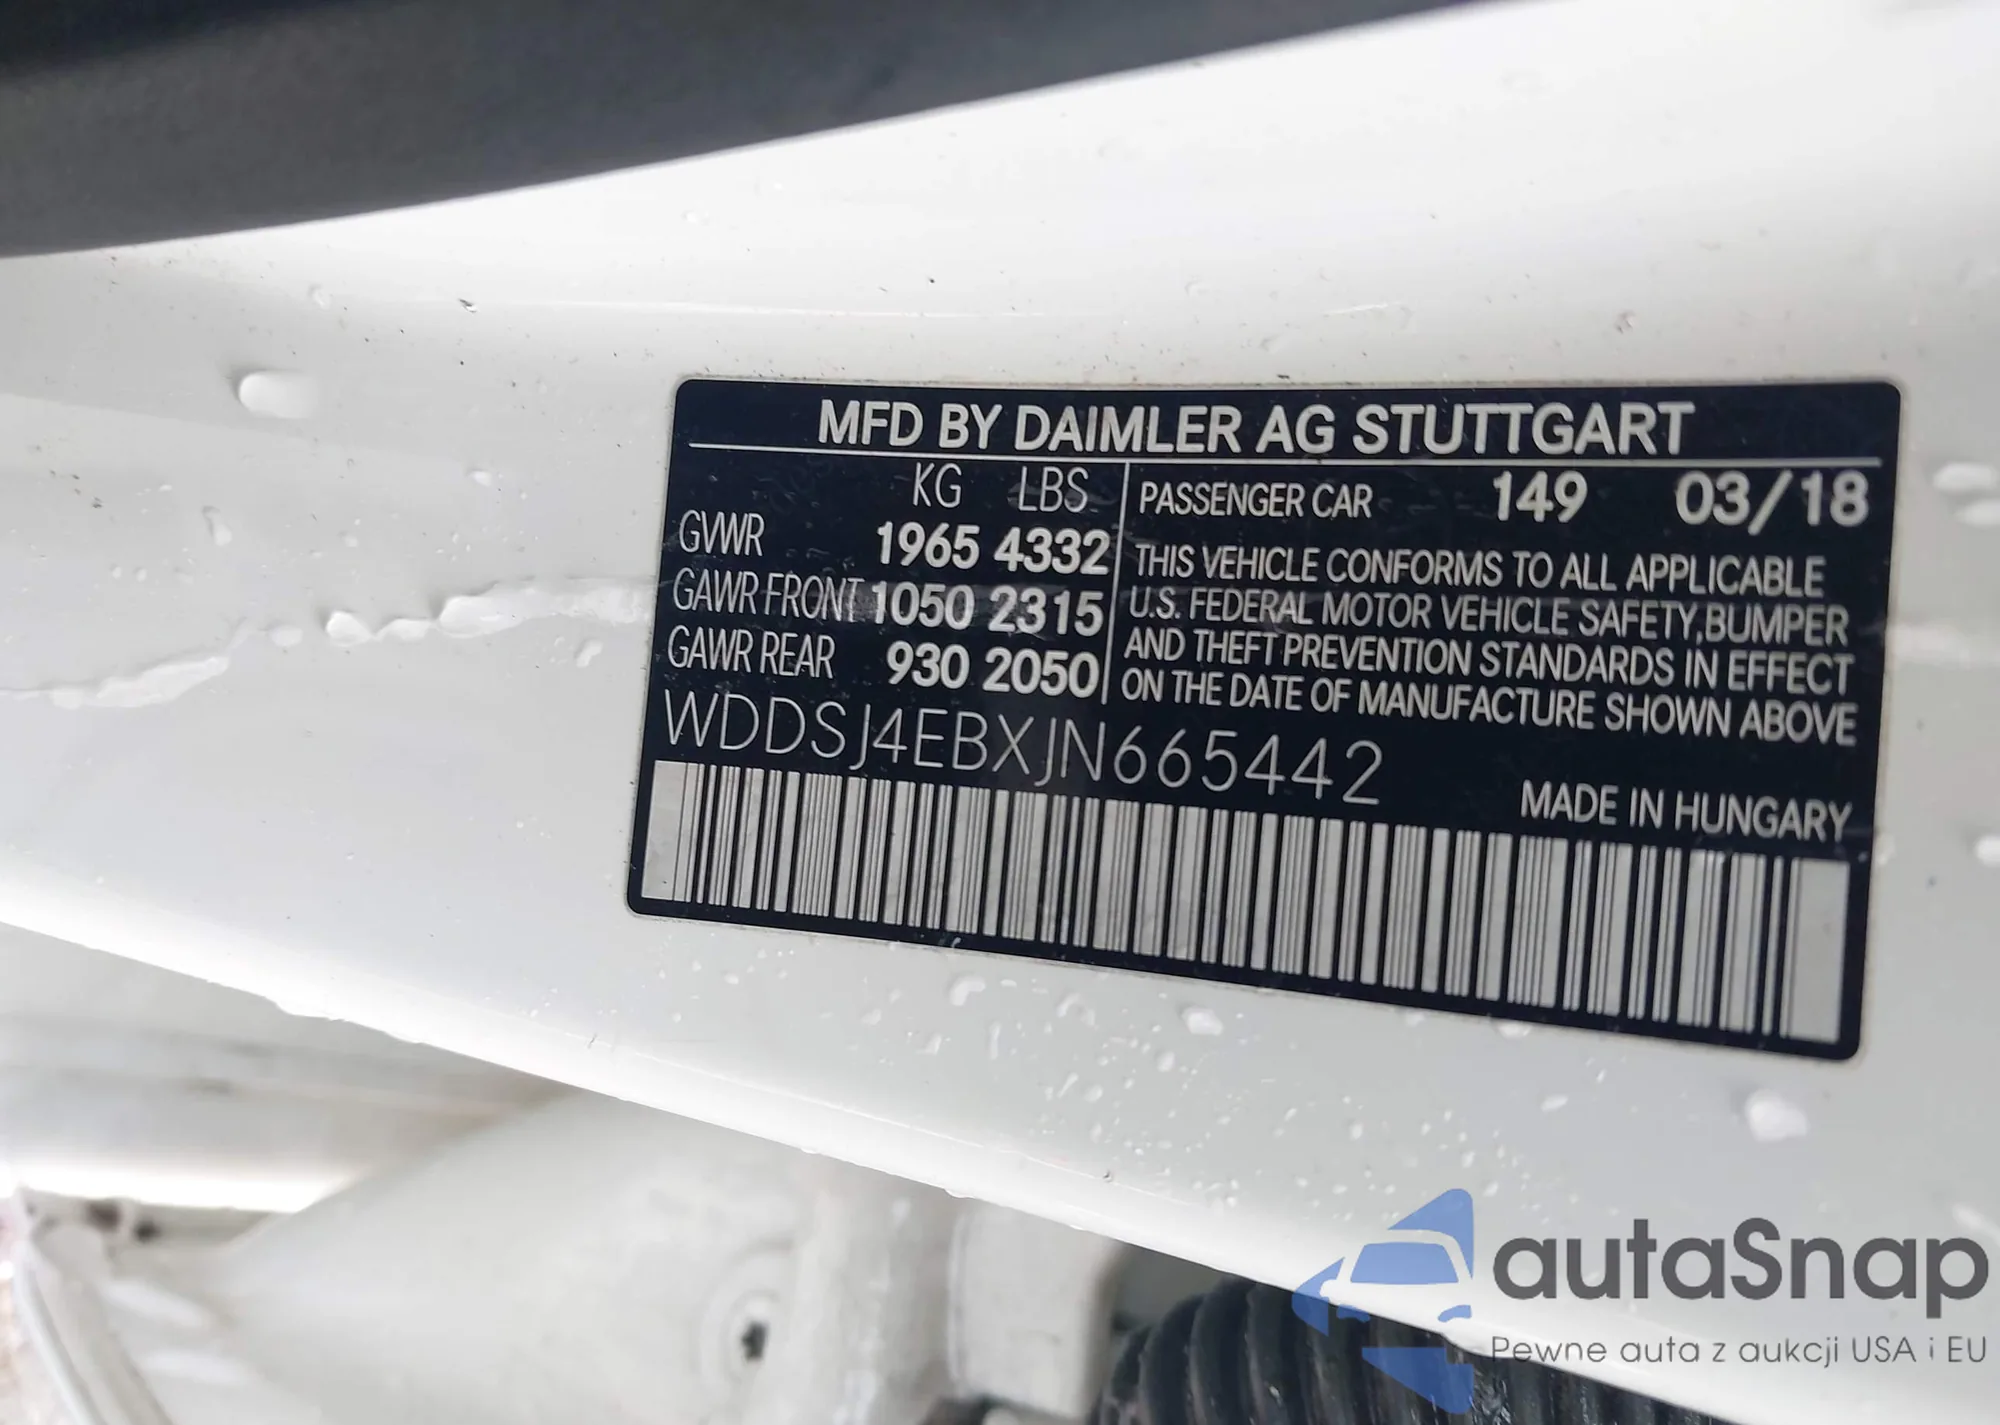 MFD BY DAIMLER AG STUTTGART
KG LBS
GVWR 1965 4332
GAWR FRONT 1050 2315
GAWR REAR 930 2050
PASSENGER CAR 149 03/18
THIS VEHICLE CONFORMS TO ALL APPLICABLE
U.S. FEDERAL MOTOR VEHICLE SAFETY, BUMPER
AND THEFT PREVENTION STANDARDS IN EFFECT
ON THE DATE OF MANUFACTURE SHOWN ABOVE
WDDSJ4EBXJN665442
MADE IN HUNGARY
autaSnap
Pewne auta z aukcji USA i EU